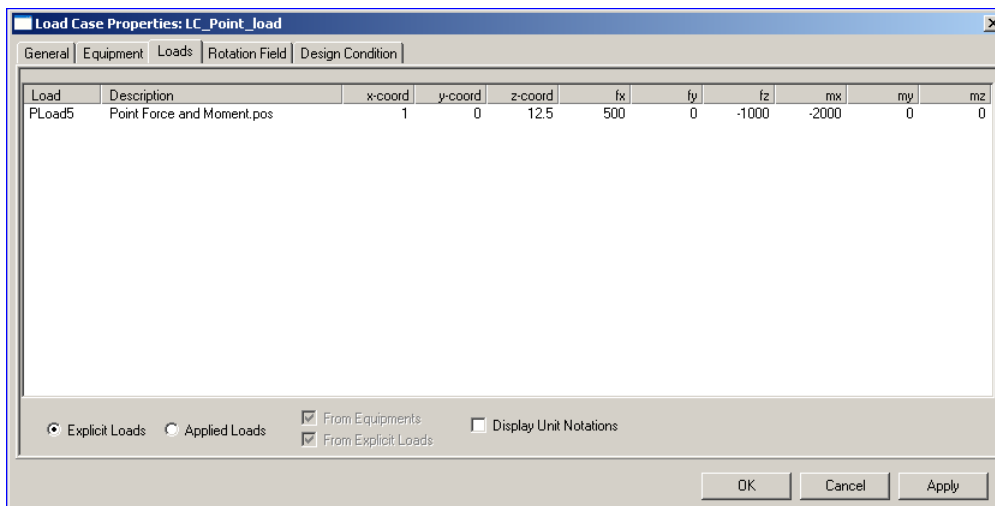 Load Case Properties: LC_Point_load
General Equipment Loads Rotation Field Design Condition
Load Description x-coord y-coord z-coord fx fy fz mx my mz
PLoad5 Point Force and Moment.pos 1 0 12.5 500 0 -1000 -2000 0 0
Explicit Loads Applied Loads From Equipments Display Unit Notations
From Explicit Loads
OK Cancel Apply